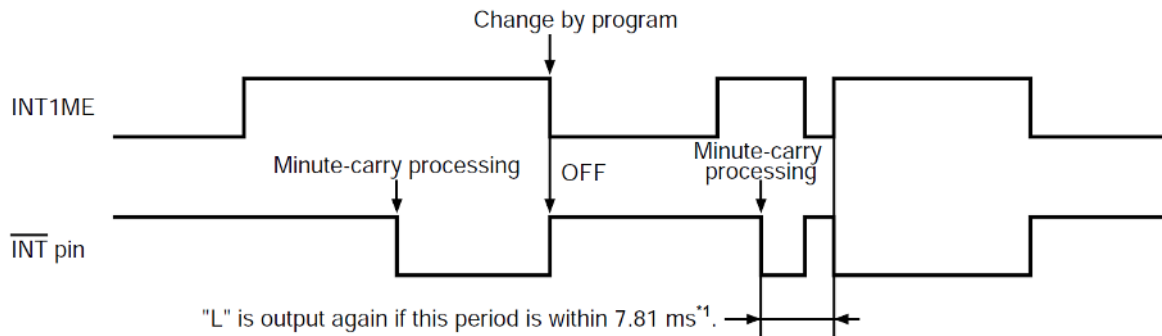 Change by program
INT1ME
Minute-carry processing
OFF
Minute-carry
processing
INT pin
"L" is output again if this period is within 7.81 ms*1.